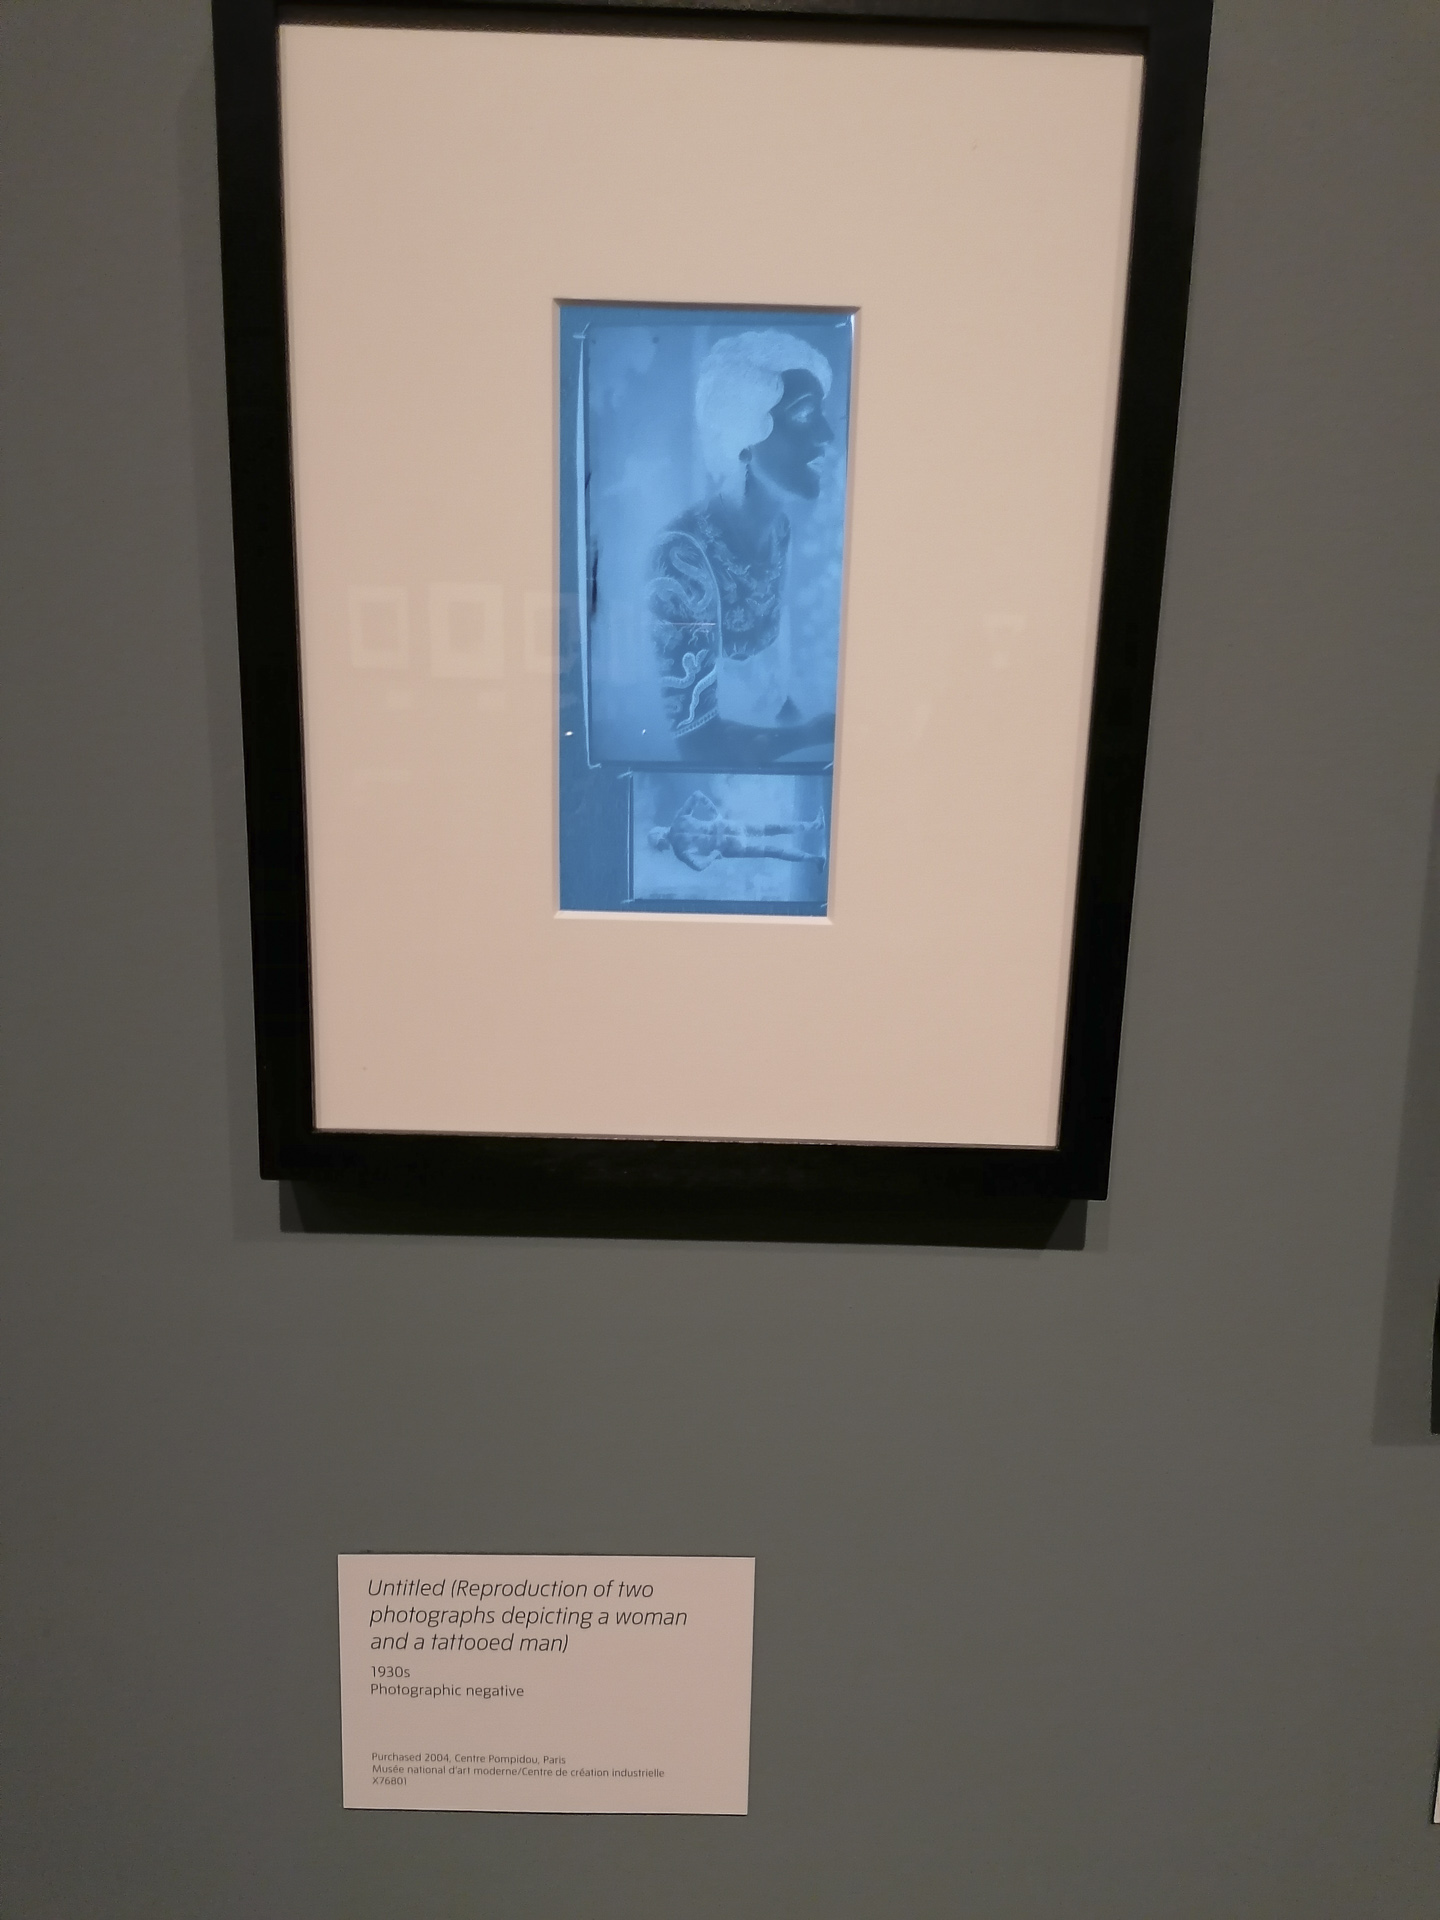 Untitled (Reproduction of two
photographs depicting a woman
and a tattooed man)
1930s
Photographic negative
Purchased 2004, Centre Pompidou, Paris
Musée national d'art moderne/Centre de création industrielle
X76801